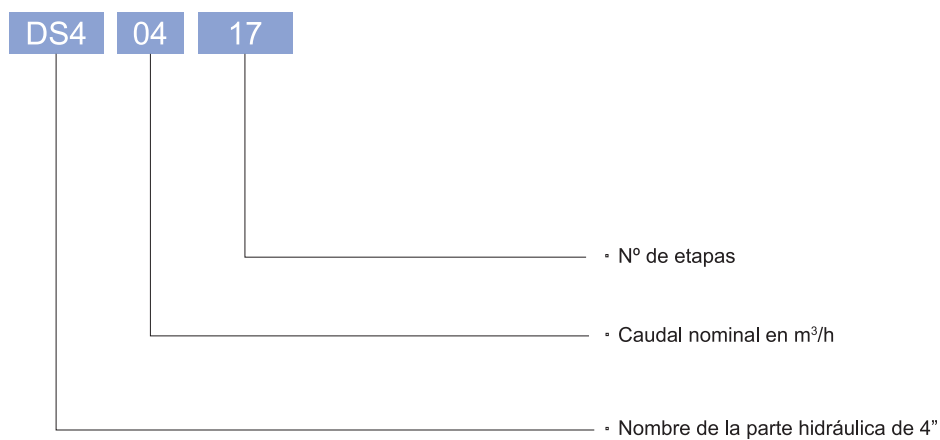 DS4 04 17
Nº de etapas
Caudal nominal en m³/h
Nombre de la parte hidráulica de 4”